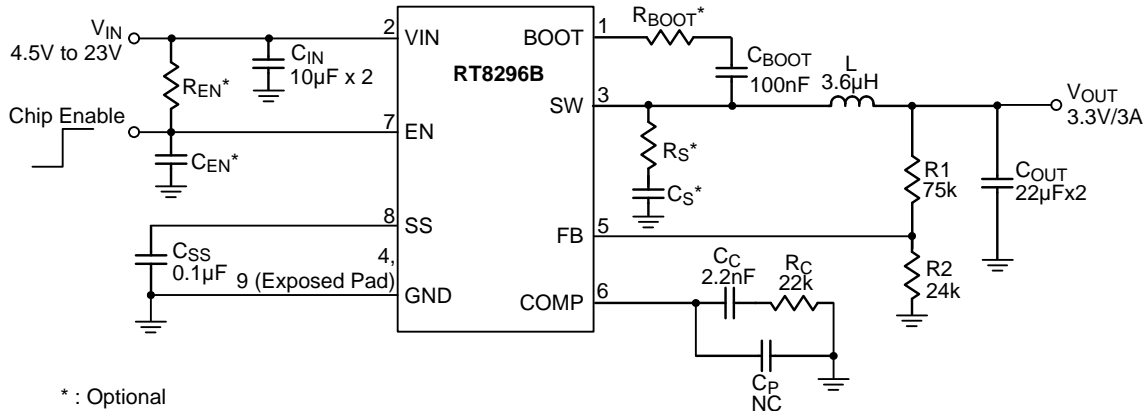 VIN
4.5V to 23V
REN*
CIN
10µF x 2
Chip Enable
CEN*
CSS
0.1µF
9 (Exposed Pad)
4,
2
7
8
VIN
EN
SS
GND
RT8296B
BOOT
SW
FB
COMP
1
3
5
6
RBOOT*
CBOOT
100nF
L
3.6µH
RS*
CS*
VOUT
3.3V/3A
R1
75k
COUT
22µFx2
R2
24k
CC
2.2nF
RC
22k
CP
NC
* : Optional